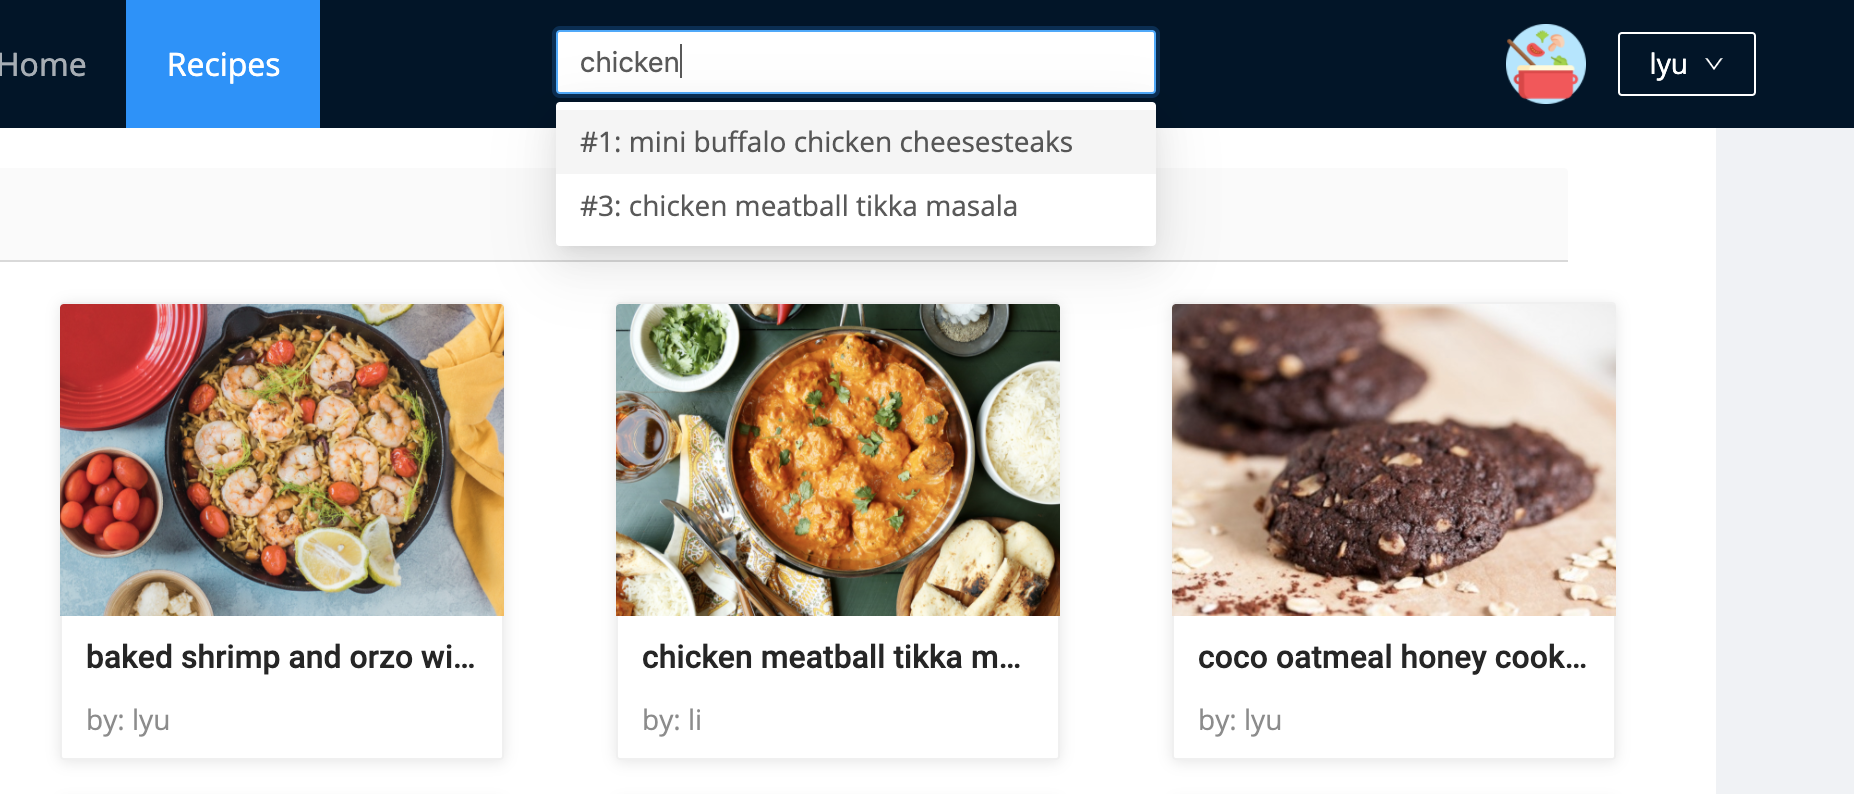 Home
Recipes
chicken
lyu
#1: mini buffalo chicken cheesesteaks
#3: chicken meatball tikka masala
baked shrimp and orzo wi...
by: lyu
chicken meatball tikka m...
by: li
coco oatmeal honey cook...
by: lyu